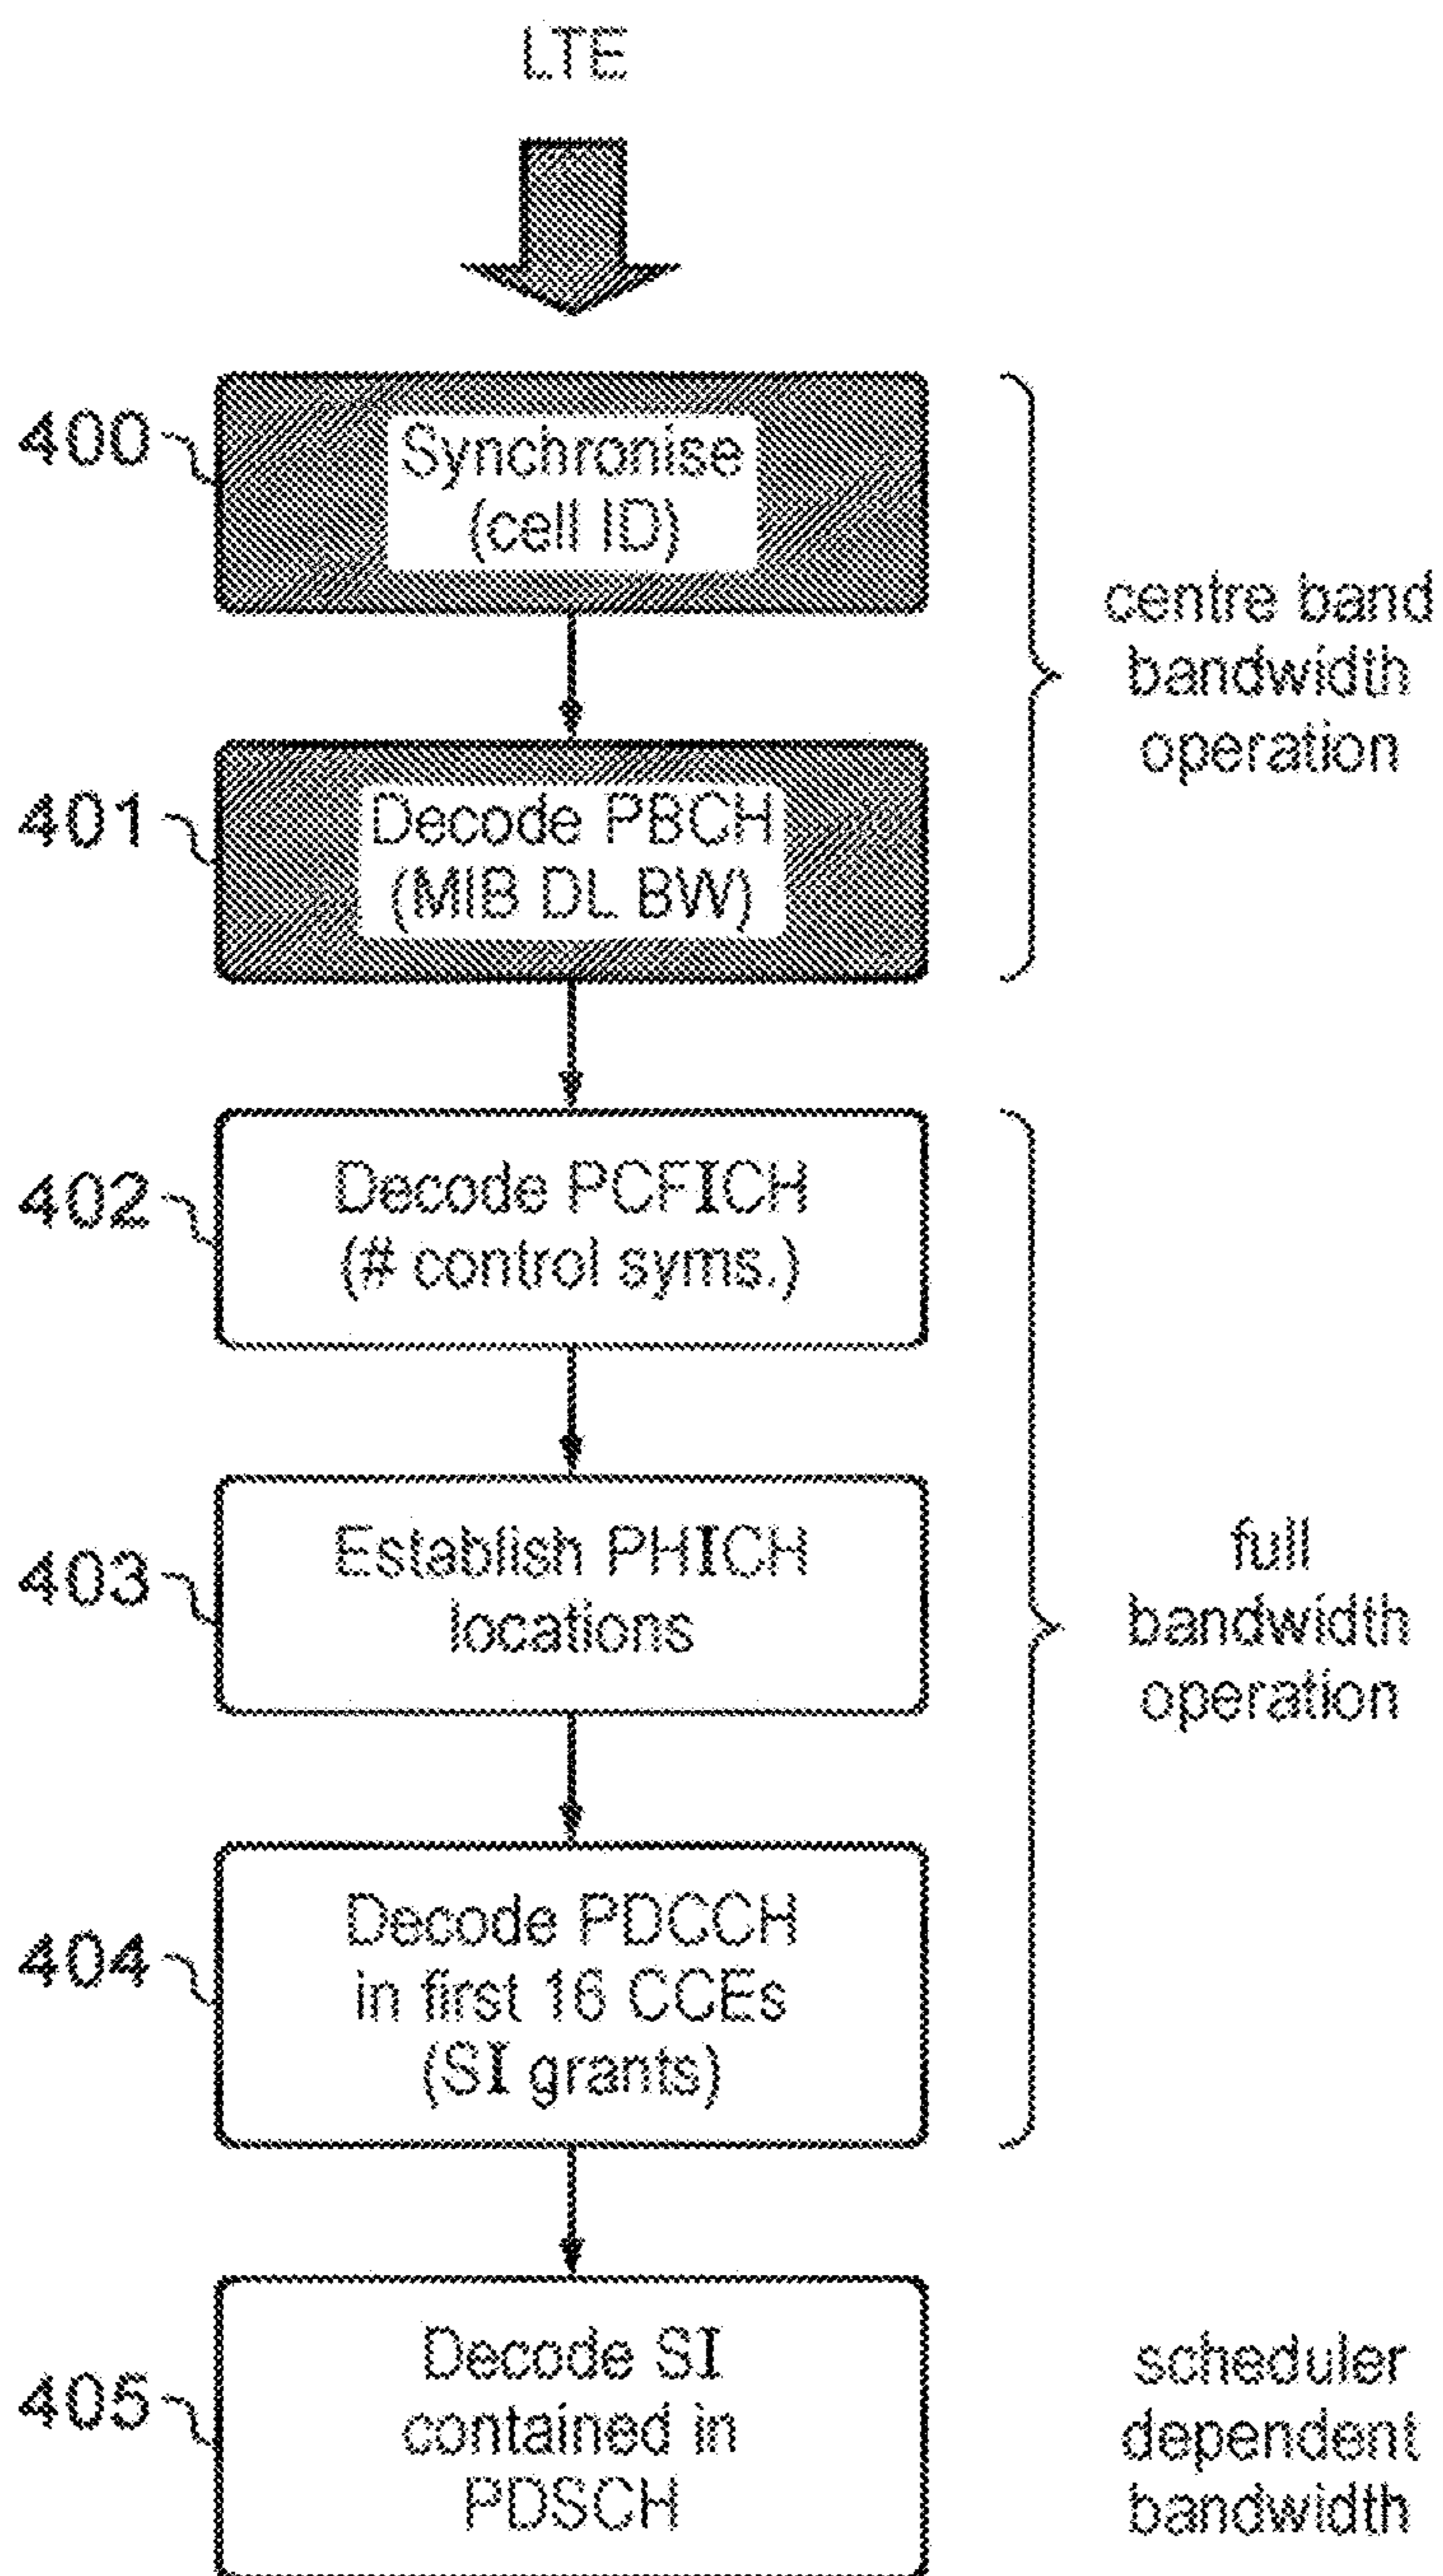 LTE
400
Synchronise
(cell ID)
centre band
bandwidth
operation
401
Decode PBCH
(MIB DL BW)
402
Decode PCFICH
(# control syms.)
403
Establish PHICH
locations
full
bandwidth
operation
404
Decode PDCCH
in first 16 CCEs
(SI grants)
405
Decode SI
contained in
PDSCH
scheduler
dependent
bandwidth